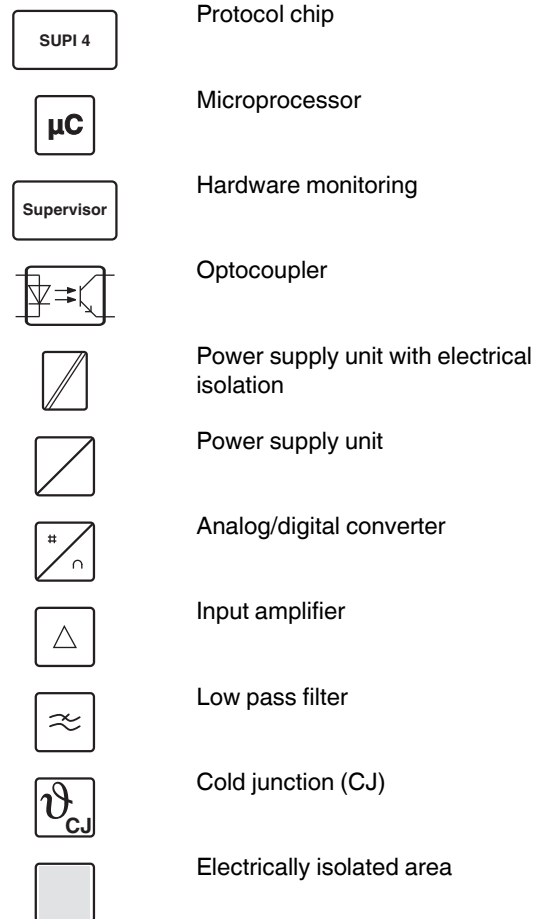 SUPI 4
Protocol chip
µC
Microprocessor
Supervisor
Hardware monitoring
Optocoupler
Power supply unit with electrical
isolation
Power supply unit
#
∩
Analog/digital converter
Input amplifier
Low pass filter
ϑCJ
Cold junction (CJ)
Electrically isolated area